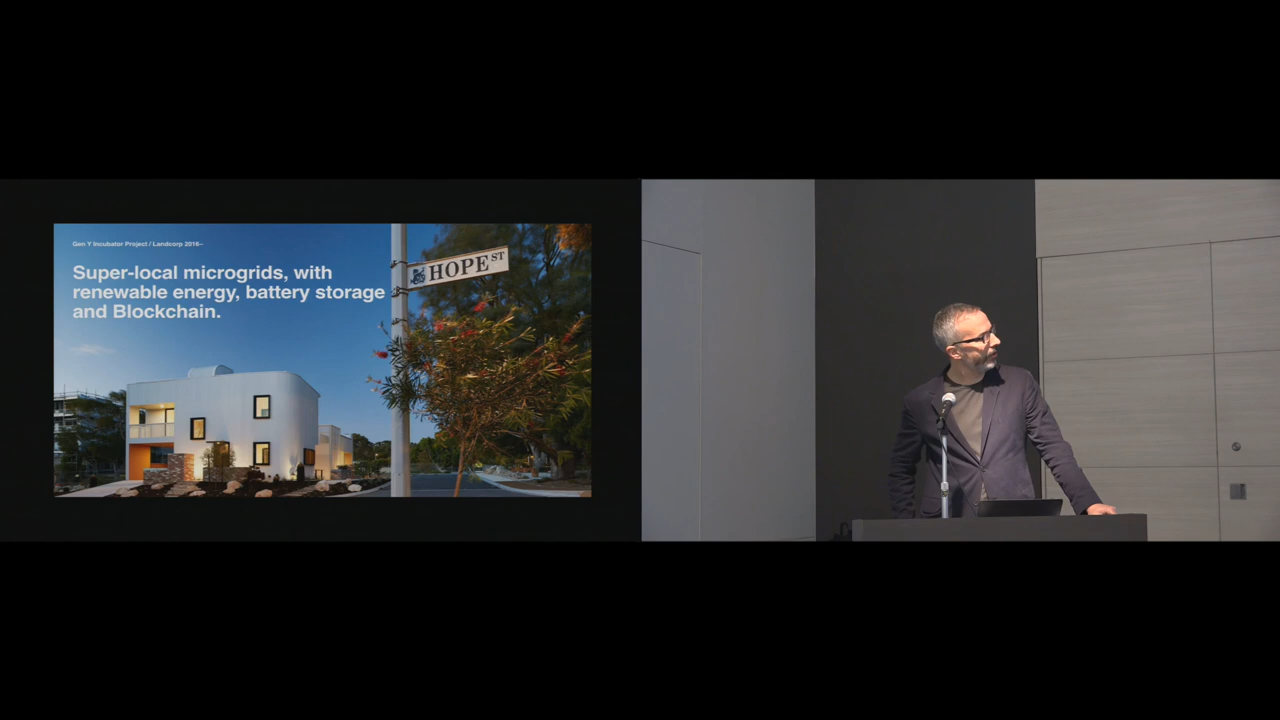 Gen Y Incubator Project / Landcorp 2016–
Super-local microgrids, with
renewable energy, battery storage
and Blockchain.
HOPE ST